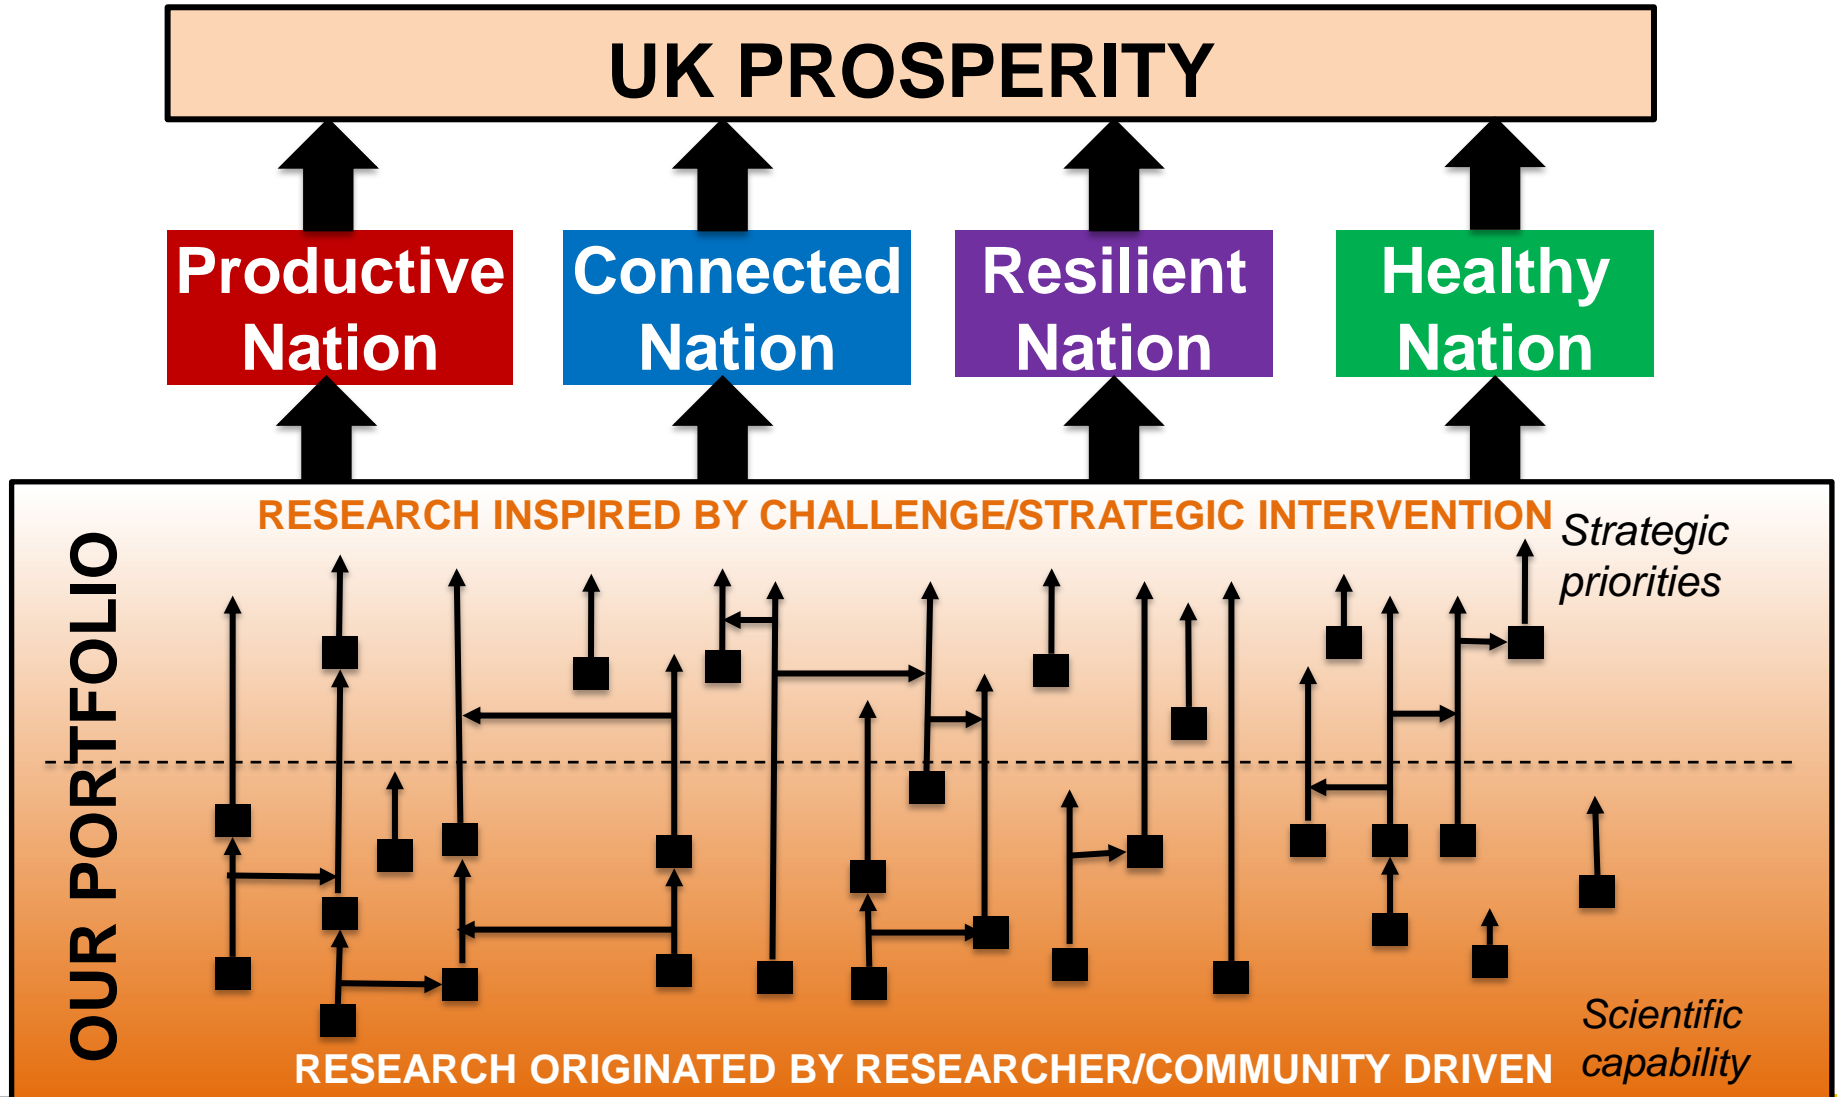 UK PROSPERITY
Productive
Nation
Connected
Nation
Resilient
Nation
Healthy
Nation
OUR PORTFOLIO
RESEARCH INSPIRED BY CHALLENGE/STRATEGIC INTERVENTION
Strategic
priorities
Scientific
capability
RESEARCH ORIGINATED BY RESEARCHER/COMMUNITY DRIVEN